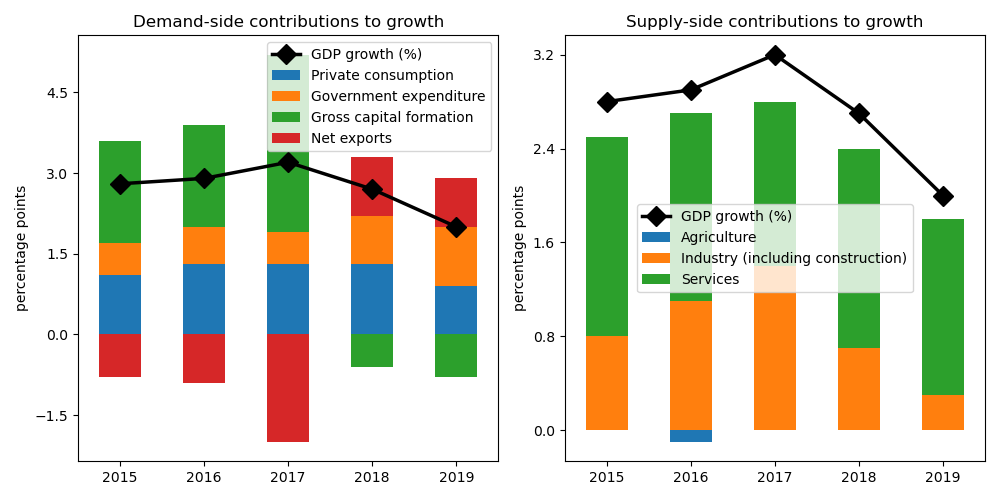 Demand-side contributions to growth
percentage points
4.5
3.0
1.5
0.0
−1.5
GDP growth (%)
Private consumption
Government expenditure
Gross capital formation
Net exports
2015 2016 2017 2018 2019
Supply-side contributions to growth
percentage points
3.2
2.4
1.6
0.8
0.0
GDP growth (%)
Agriculture
Industry (including construction)
Services
2015 2016 2017 2018 2019